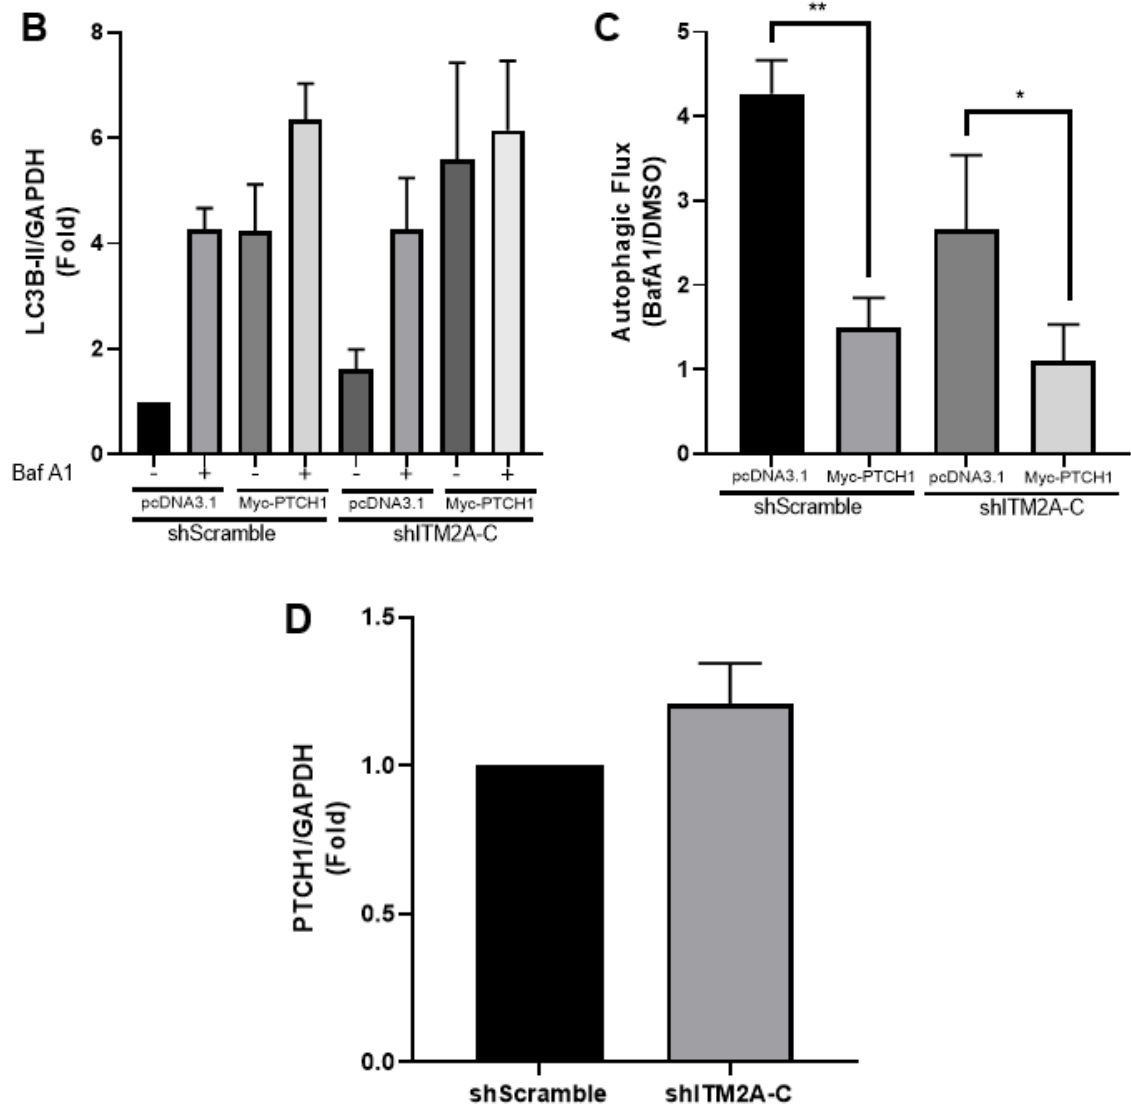 B
8
6
4
2
0
LC3B-II/GAPDH
(Fold)
Baf A1 - + - + - + - +
pcDNA3.1 Myc-PTCH1 pcDNA3.1 Myc-PTCH1
shScramble shITM2A-C
C
5
4
3
2
1
0
Autophagic Flux
(BafA1/DMSO)
**
*
pcDNA3.1 Myc-PTCH1 pcDNA3.1 Myc-PTCH1
shScramble shITM2A-C
D
1.5
1.0
0.5
0.0
PTCH1/GAPDH
(Fold)
shScramble shITM2A-C